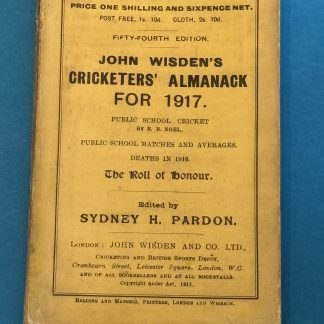 PRICE ONE SHILLING AND SIXPENCE NET.
POST FREE, 1s. 10d. CLOTH, 2s. 10d.
FIFTY-FOURTH EDITION.
JOHN WISDEN'S
CRICKETERS' ALMANACK
FOR 1917.
PUBLIC SCHOOL CRICKET
BY E. B. NOEL.
PUBLIC SCHOOL MATCHES AND AVERAGES.
DEATHS IN 1916.
The Roll of Honour.
Edited by
SYDNEY H. PARDON.
LONDON: JOHN WISDEN AND CO. LTD.,
CRICKETING AND BRITISH SPORTS DEPÔT,
Cranbourn Street, Leicester Square, London, W.C.
AND OF ALL BOOKSELLERS AND AT ALL BOOKSTALLS.
Copyright under Act, 1911.
BALDING AND MANSELL, PRINTERS, LONDON AND WISBECH.